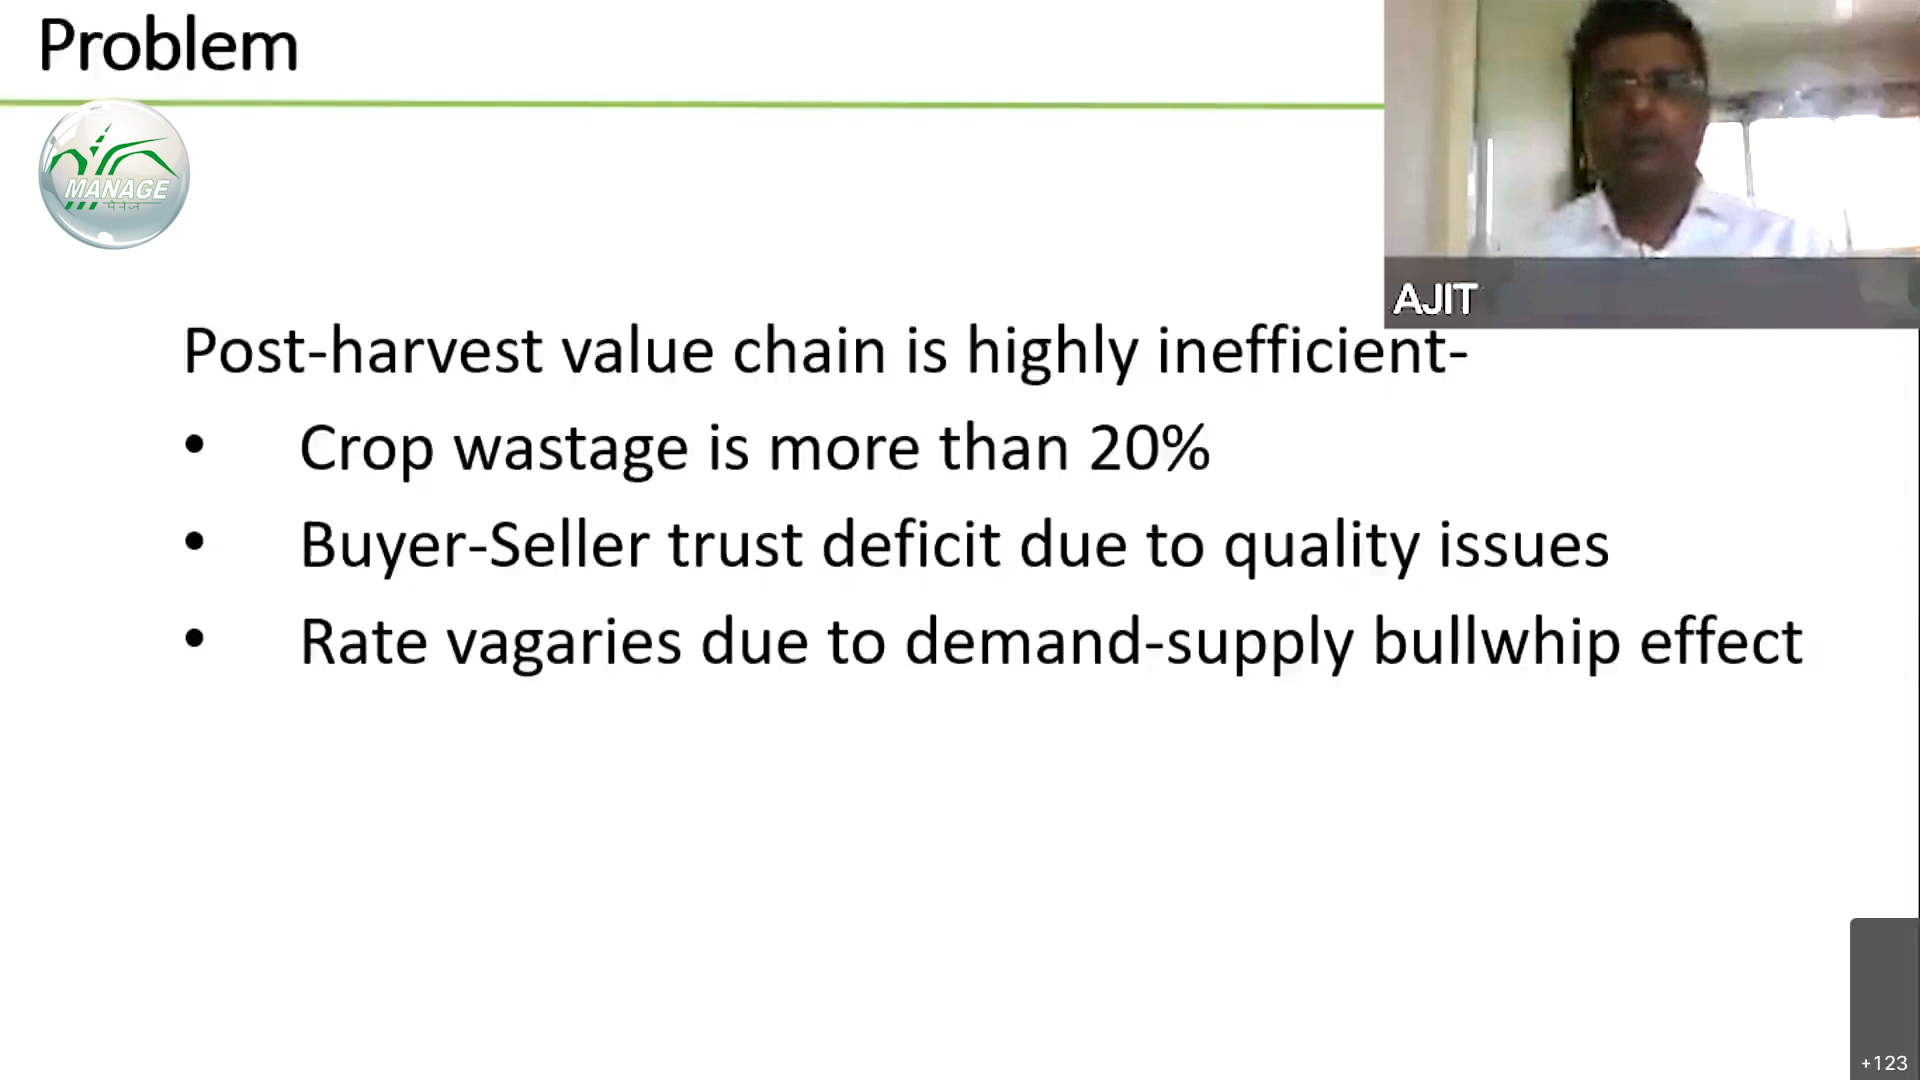 Problem
MANAGE
मैनेज
AJIT
Post-harvest value chain is highly inefficient-
• Crop wastage is more than 20%
• Buyer-Seller trust deficit due to quality issues
• Rate vagaries due to demand-supply bullwhip effect
+123